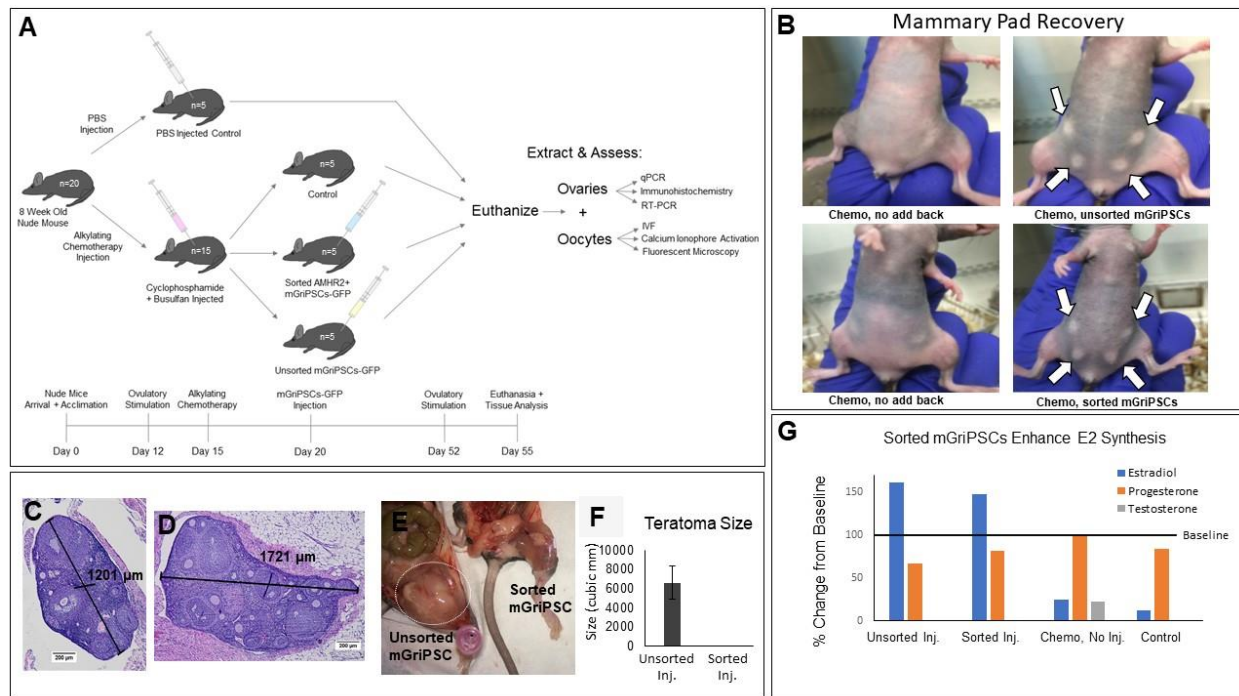 A
n=5
PBS
Injection
PBS Injected Control
n=20
8 Week Old
Nude Mouse
Alkylating
Chemotherapy
Injection
n=15
Cyclophosphamide
+ Busulfan Injected
n=5
Control
n=5
Sorted AMHR2+
mGriPSCs-GFP
n=5
Unsorted mGriPSCs-GFP
Euthanize
Extract & Assess:
Ovaries
qPCR
Immunohistochemistry
RT-PCR
+
Oocytes
IVF
Calcium Ionophore Activation
Fluorescent Microscopy
Nude Mice
Arrival + Acclimation
Ovulatory
Stimulation
Alkylating
Chemotherapy
mGriPSCs-GFP
Injection
Ovulatory
Stimulation
Euthanasia +
Tissue Analysis
Day 0
Day 12
Day 15
Day 20
Day 52
Day 55
B
Mammary Pad Recovery
Chemo, no add back
Chemo, unsorted mGriPSCs
Chemo, no add back
Chemo, sorted mGriPSCs
C
1201 µm
200 µm
D
1721 µm
200 µm
E
Unsorted
mGriPSC
Sorted
mGriPSC
F
Teratoma Size
Size (cubic mm)
10000
8000
6000
4000
2000
0
Unsorted
Inj.
Sorted
Inj.
G
Sorted mGriPSCs Enhance E2 Synthesis
% Change from Baseline
150
100
50
0
Estradiol
Progesterone
Testosterone
Baseline
Unsorted Inj.
Sorted Inj.
Chemo, No Inj.
Control